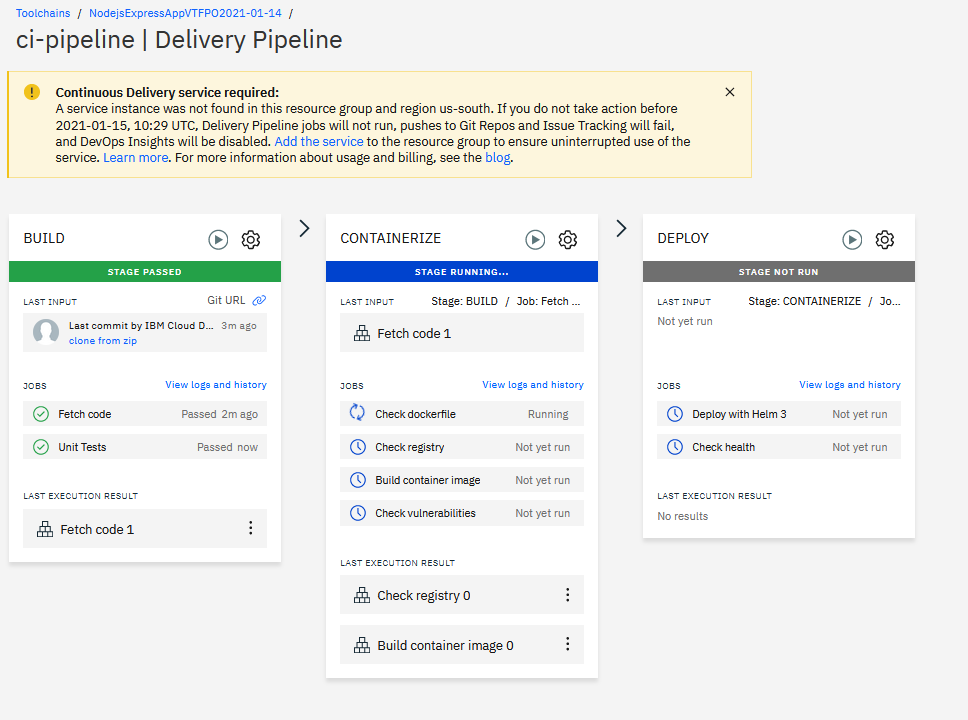 Toolchains / NodejsExpressAppVTFPO2021-01-14 /
ci-pipeline | Delivery Pipeline
Continuous Delivery service required:
A service instance was not found in this resource group and region us-south. If you do not take action before
2021-01-15, 10:29 UTC, Delivery Pipeline jobs will not run, pushes to Git Repos and Issue Tracking will fail,
and DevOps Insights will be disabled. Add the service to the resource group to ensure uninterrupted use of the
service. Learn more. For more information about usage and billing, see the blog.
BUILD
STAGE PASSED
LAST INPUT Git URL
Last commit by IBM Cloud D... 3m ago
clone from zip
JOBS View logs and history
Fetch code Passed 2m ago
Unit Tests Passed now
LAST EXECUTION RESULT
Fetch code 1
CONTAINERIZE
STAGE RUNNING...
LAST INPUT Stage: BUILD / Job: Fetch ...
Fetch code 1
JOBS View logs and history
Check dockerfile Running
Check registry Not yet run
Build container image Not yet run
Check vulnerabilities Not yet run
LAST EXECUTION RESULT
Check registry 0
Build container image 0
DEPLOY
STAGE NOT RUN
LAST INPUT Stage: CONTAINERIZE / Jo...
Not yet run
JOBS View logs and history
Deploy with Helm 3 Not yet run
Check health Not yet run
LAST EXECUTION RESULT
No results